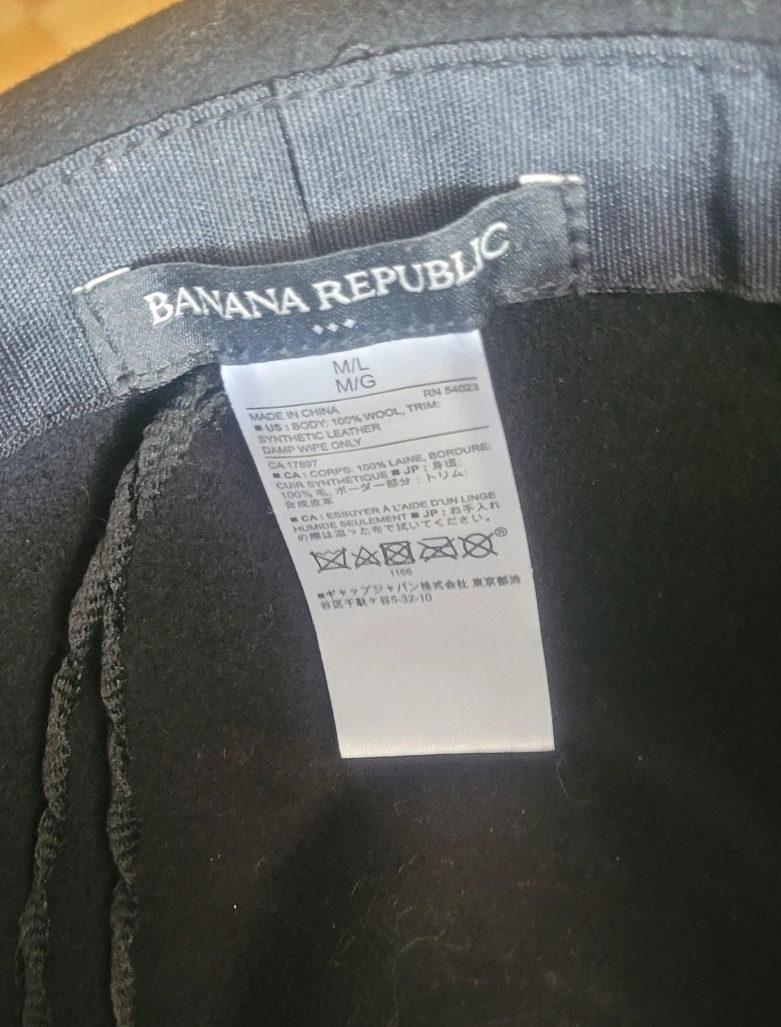 BANANA REPUBLIC
M/L
M/G
RN 54023
MADE IN CHINA
■ US : BODY: 100% WOOL, TRIM:
SYNTHETIC LEATHER
DAMP WIPE ONLY
CA 17897
■ CA : CORPS: 100% LAINE, BORDURE:
CUIR SYNTHÉTIQUE ■ JP : 身頃:
100% 毛, ボーダー部分 : トリム:
合成皮革
■ CA : ESSUYER À L'AIDE D'UN LINGE
HUMIDE SEULEMENT ■ JP : お手入れ
の際は湿った布で拭いてください。
®
1166
■ギャップジャパン株式会社 東京都渋
谷区千駄ヶ谷5-32-10